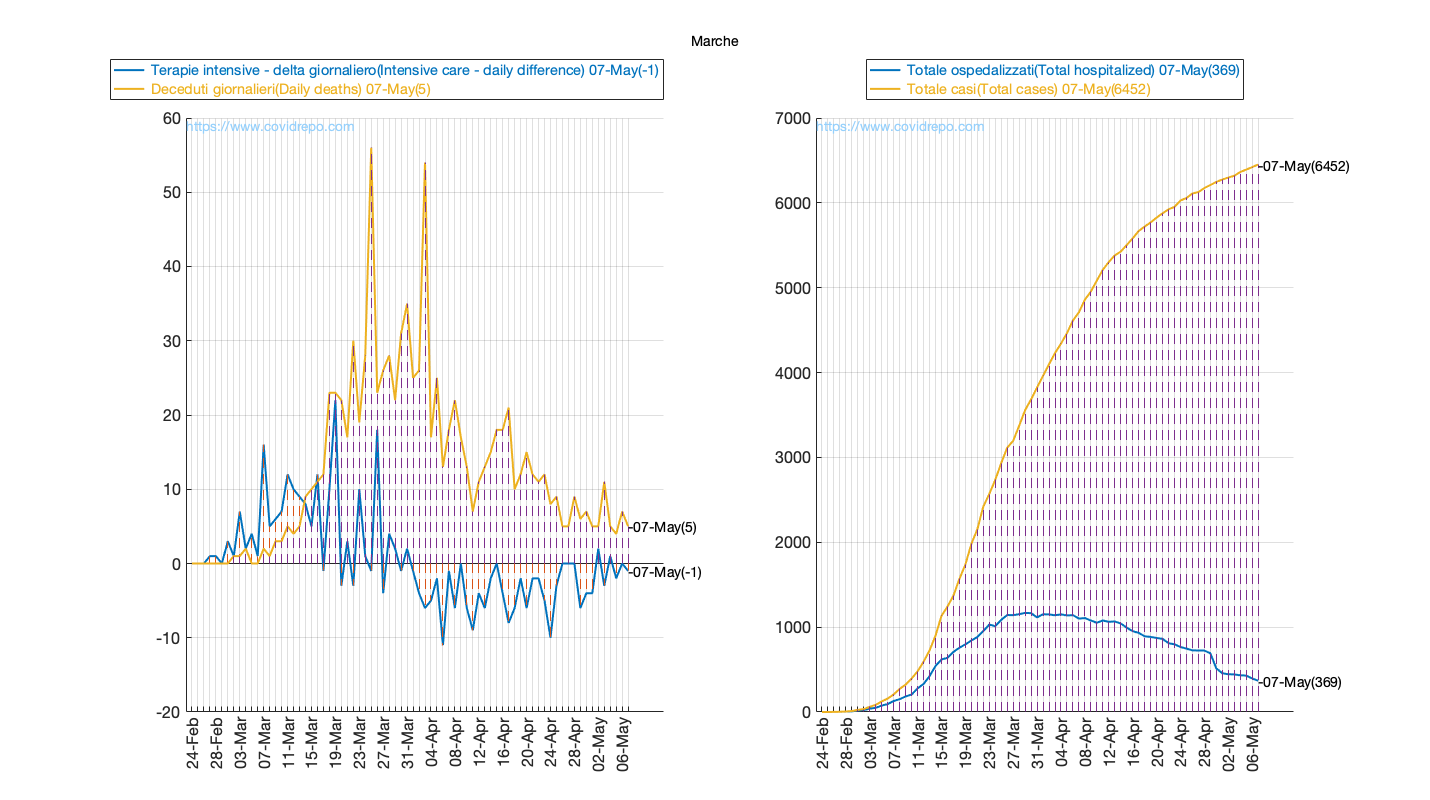 Marche
Terapie intensive - delta giornaliero(Intensive care - daily difference) 07-May(-1)
Deceduti giornalieri(Daily deaths) 07-May(5)
https://www.covidrepo.com
60
50
40
30
20
10
0
-10
-20
-07-May(5)
-07-May(-1)
24-Feb
28-Feb
03-Mar
07-Mar
11-Mar
15-Mar
19-Mar
23-Mar
27-Mar
31-Mar
04-Apr
08-Apr
12-Apr
16-Apr
20-Apr
24-Apr
28-Apr
02-May
06-May
Totale ospedalizzati(Total hospitalized) 07-May(369)
Totale casi(Total cases) 07-May(6452)
https://www.covidrepo.com
7000
6000
5000
4000
3000
2000
1000
0
-07-May(6452)
-07-May(369)
24-Feb
28-Feb
03-Mar
07-Mar
11-Mar
15-Mar
19-Mar
23-Mar
27-Mar
31-Mar
04-Apr
08-Apr
12-Apr
16-Apr
20-Apr
24-Apr
28-Apr
02-May
06-May